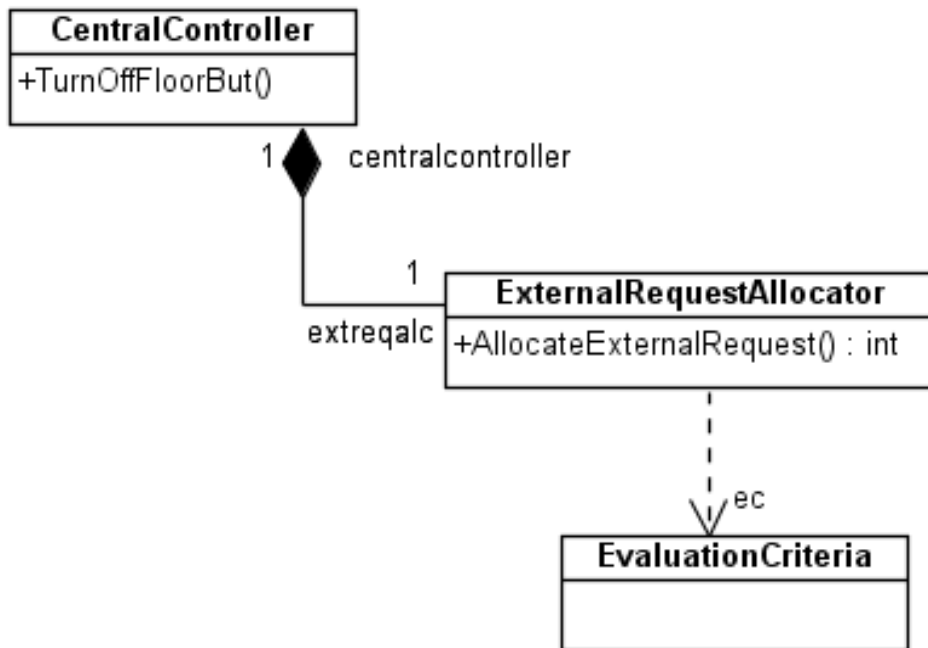 CentralController
+TurnOffFloorBut()
1
centralcontroller
1
extreqalc
ExternalRequestAllocator
+AllocateExternalRequest() : int
ec
EvaluationCriteria